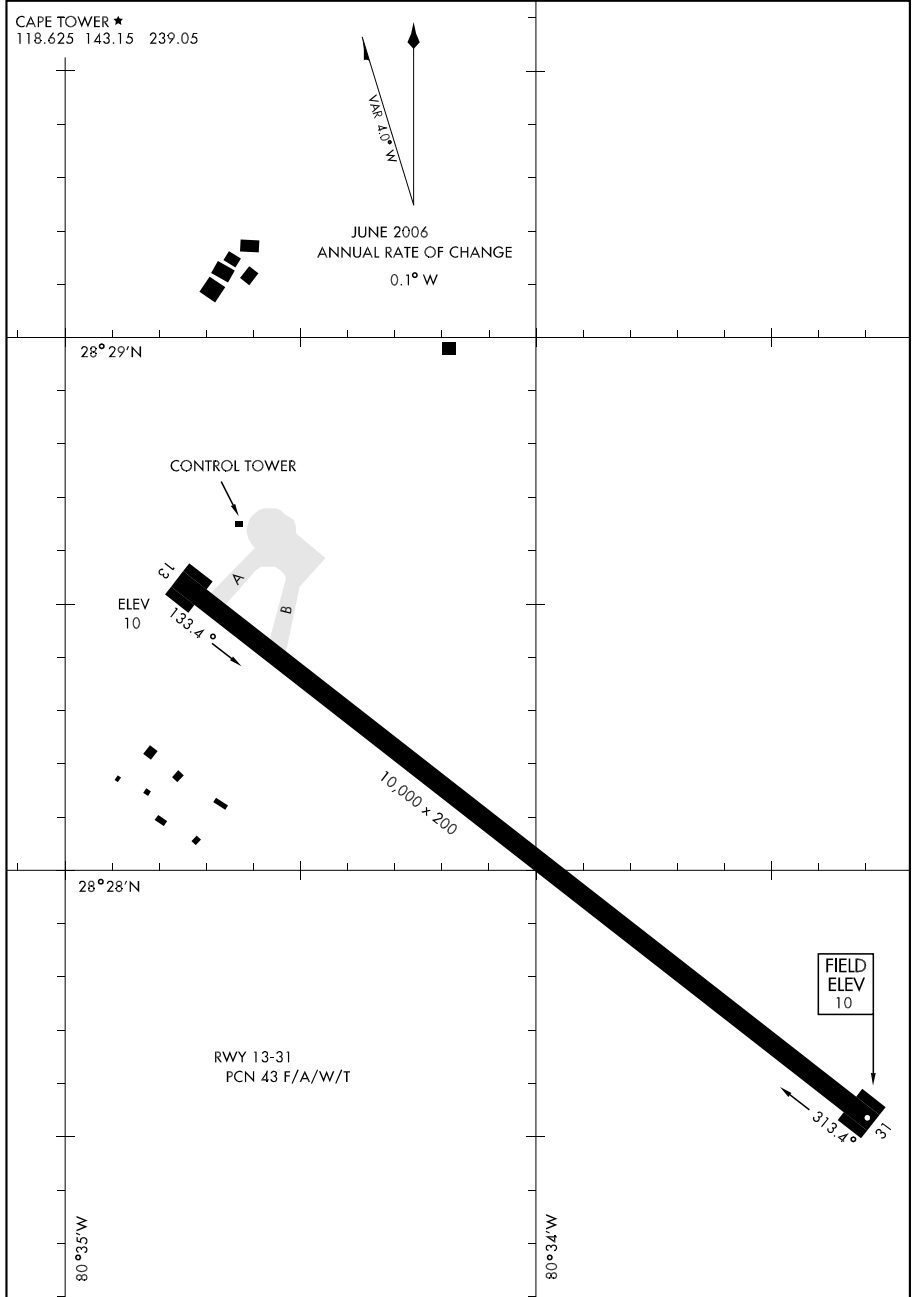 CAPE TOWER ★
118.625 143.15 239.05
VAR 4.0° W
JUNE 2006
ANNUAL RATE OF CHANGE
0.1° W
28° 29'N
CONTROL TOWER
13
A
B
ELEV
10
133.4°
10,000 x 200
28° 28'N
FIELD
ELEV
10
RWY 13-31
PCN 43 F/A/W/T
313.4°
31
80°35'W
80°34'W